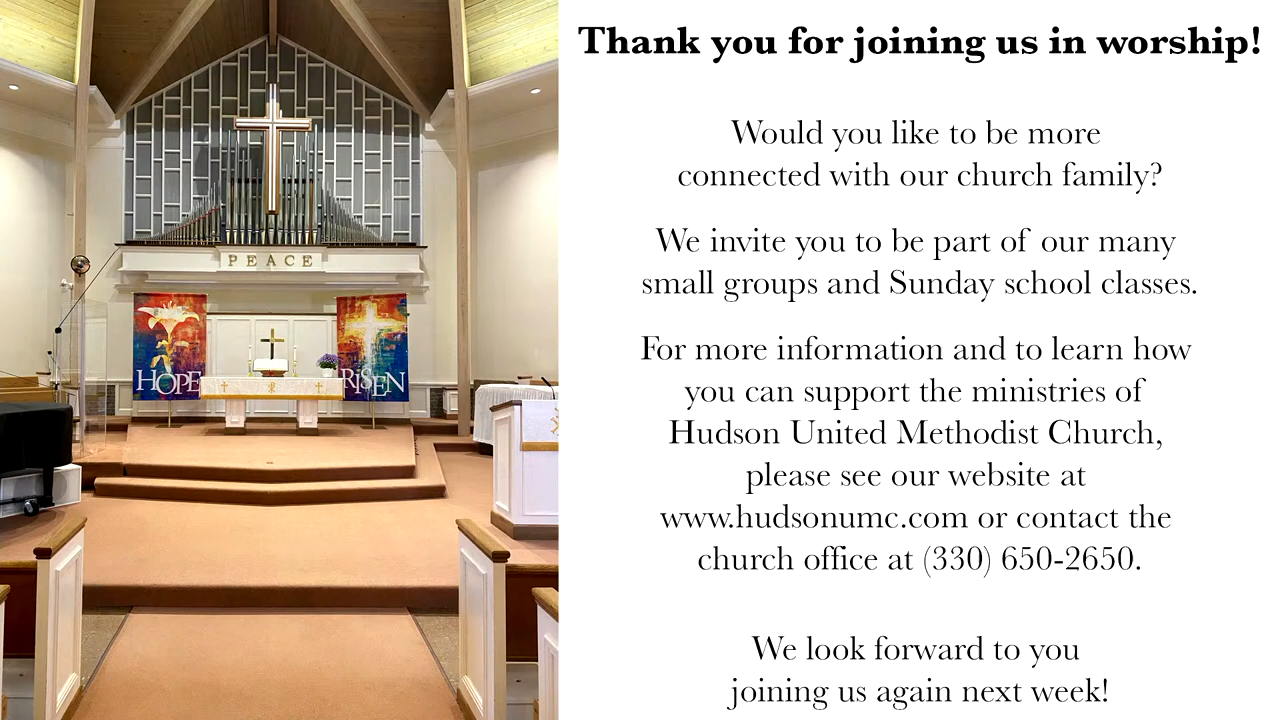 PEACE
HOPE
RISEN
Thank you for joining us in worship!
Would you like to be more
connected with our church family?
We invite you to be part of our many
small groups and Sunday school classes.
For more information and to learn how
you can support the ministries of
Hudson United Methodist Church,
please see our website at
www.hudsonumc.com or contact the
church office at (330) 650-2650.
We look forward to you
joining us again next week!